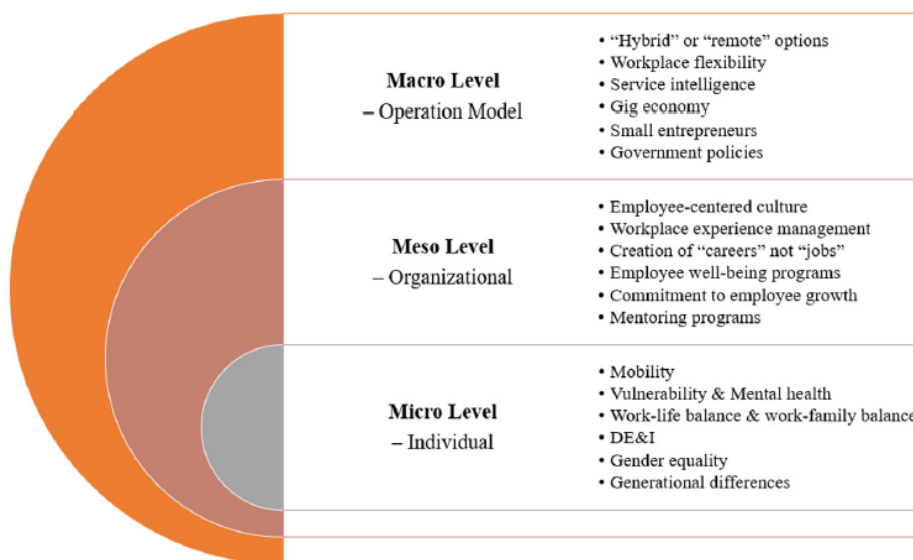 Macro Level
– Operation Model
• “Hybrid” or “remote” options
• Workplace flexibility
• Service intelligence
• Gig economy
• Small entrepreneurs
• Government policies
Meso Level
– Organizational
• Employee-centered culture
• Workplace experience management
• Creation of “careers” not “jobs”
• Employee well-being programs
• Commitment to employee growth
• Mentoring programs
Micro Level
– Individual
• Mobility
• Vulnerability & Mental health
• Work-life balance & work-family balance
• DE&I
• Gender equality
• Generational differences